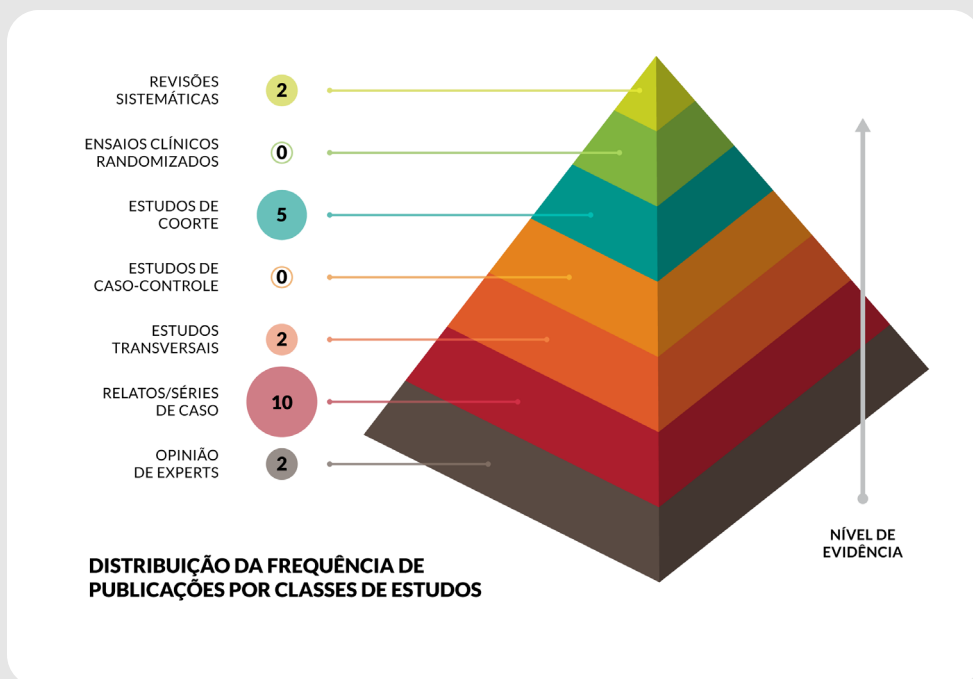 REVISÕES
SISTEMÁTICAS
2
ENSAIOS CLÍNICOS
RANDOMIZADOS
0
ESTUDOS DE
COORTE
5
ESTUDOS DE
CASO-CONTROLE
0
ESTUDOS
TRANSVERSAIS
2
RELATOS/SÉRIES
DE CASO
10
OPINIÃO
DE EXPERTS
2
NÍVEL DE
EVIDÊNCIA
DISTRIBUIÇÃO DA FREQUÊNCIA DE
PUBLICAÇÕES POR CLASSES DE ESTUDOS